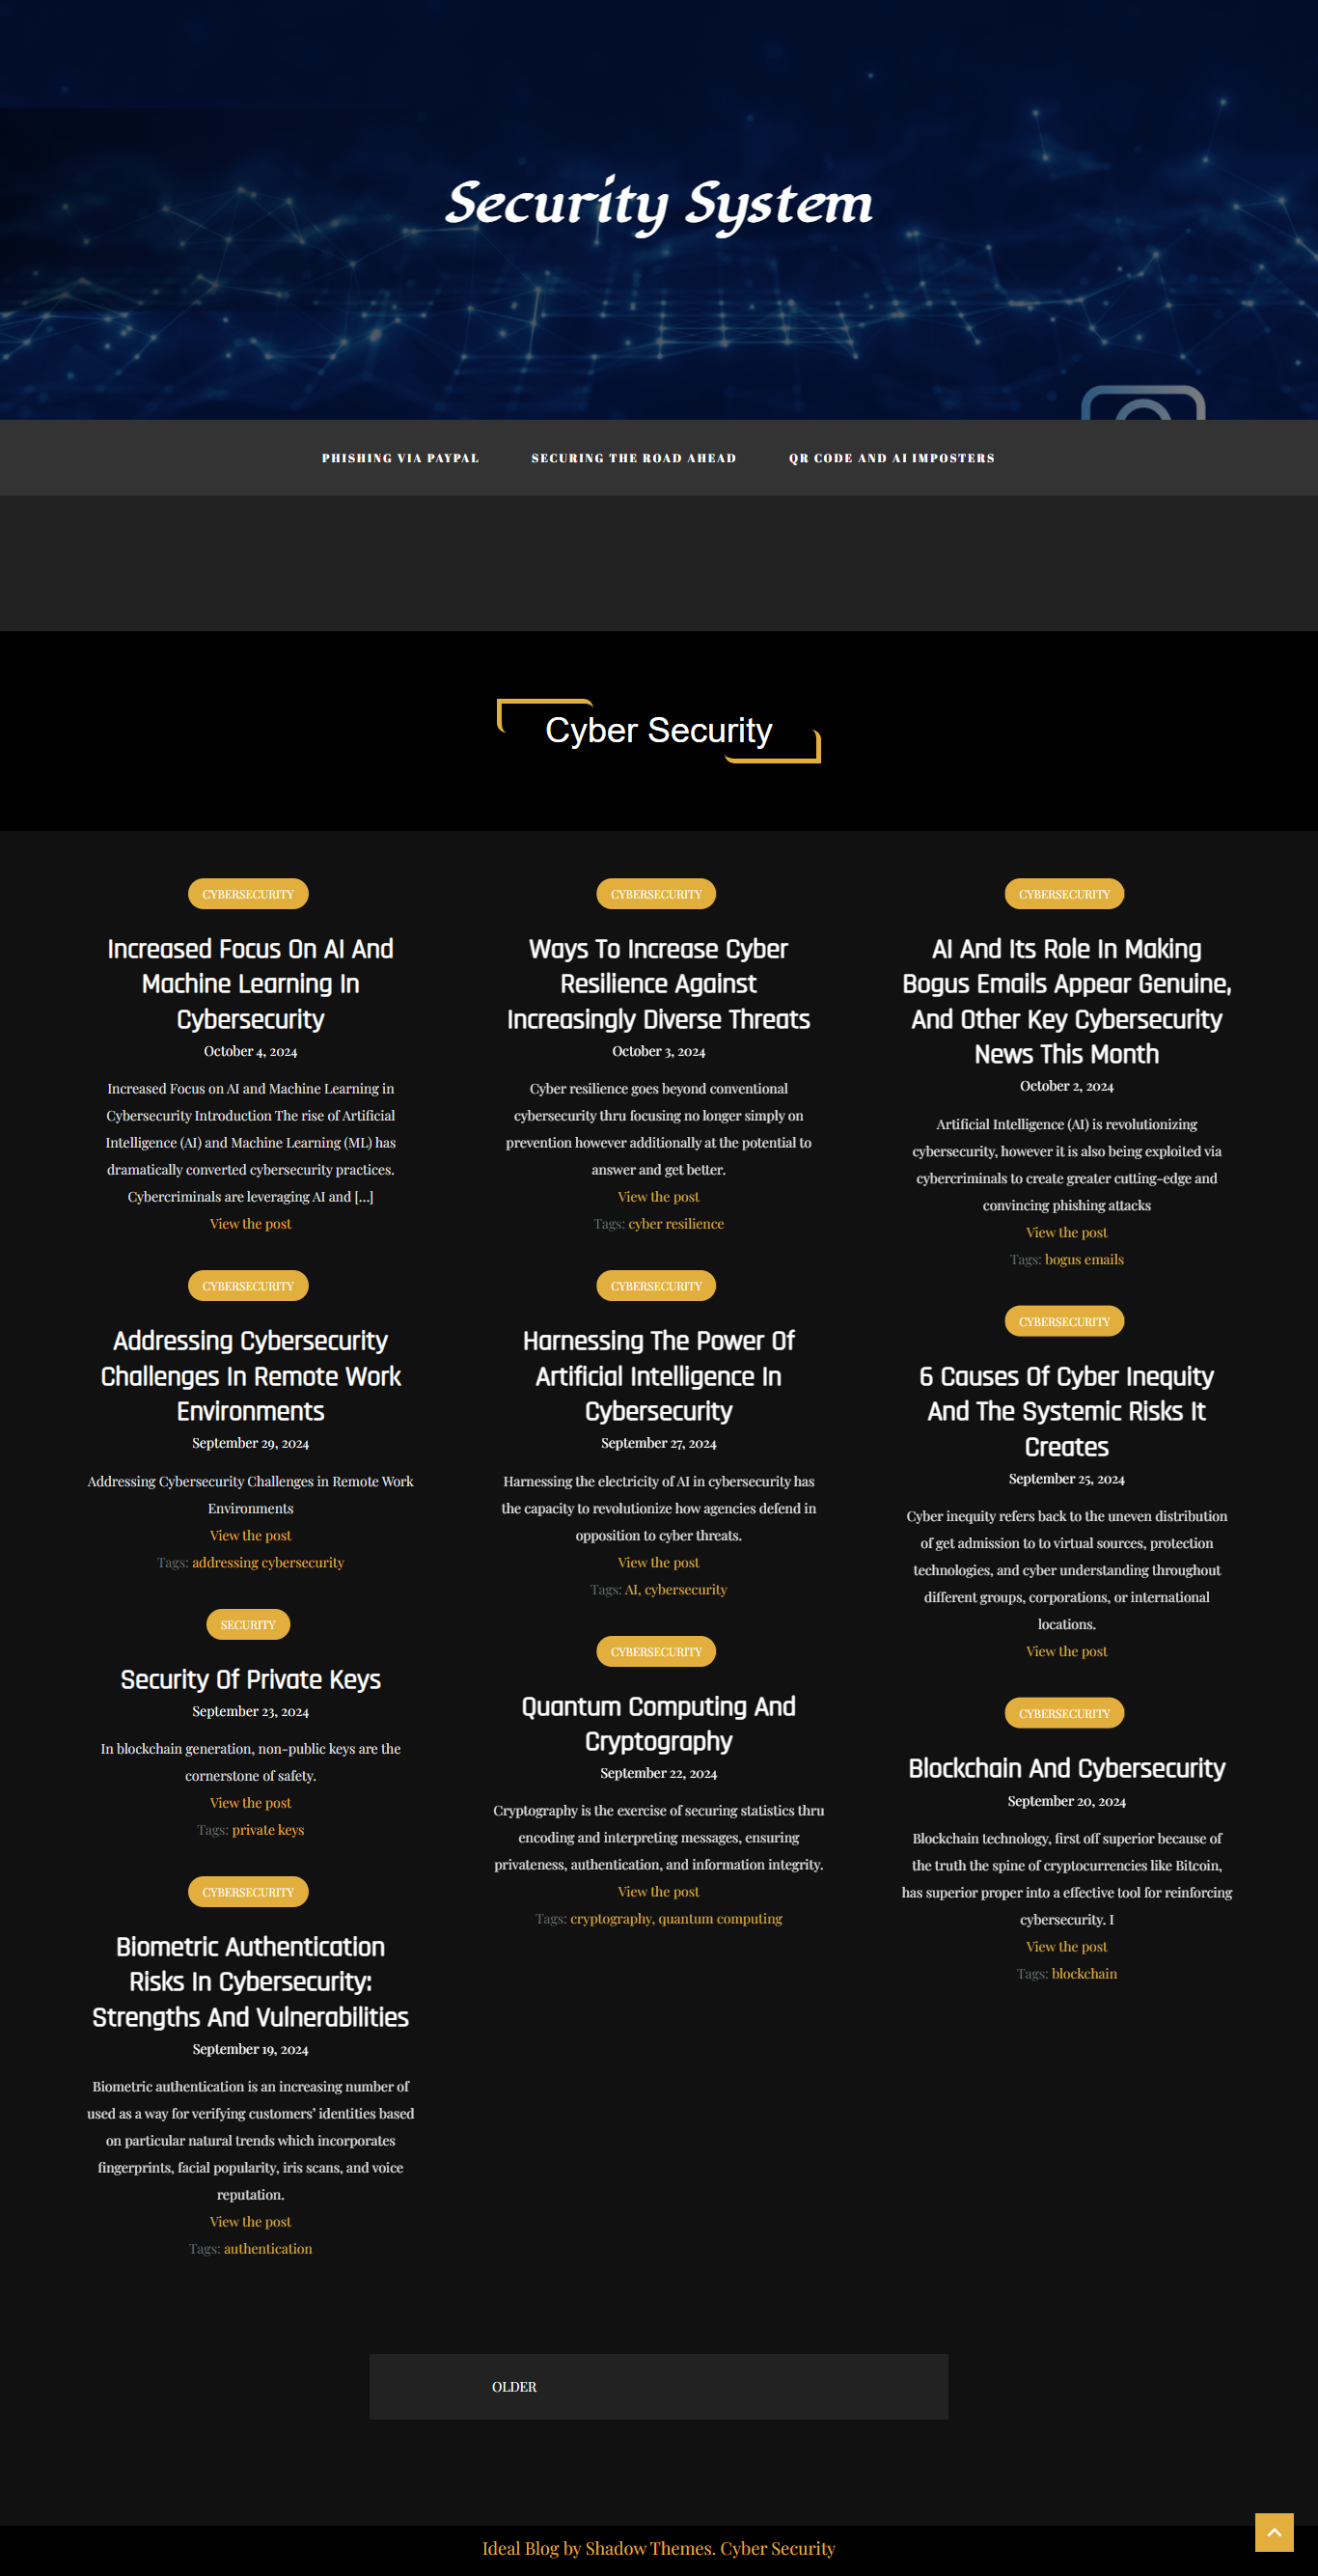 Security System
PHISHING VIA PAYPAL
SECURING THE ROAD AHEAD
QR CODE AND AI IMPOSTERS
Cyber Security
CYBERSECURITY
Increased Focus On AI And
Machine Learning In
Cybersecurity
October 4, 2024
Increased Focus on AI and Machine Learning in
Cybersecurity Introduction The rise of Artificial
Intelligence (AI) and Machine Learning (ML) has
dramatically converted cybersecurity practices.
Cybercriminals are leveraging AI and [...]
View the post
CYBERSECURITY
Ways To Increase Cyber
Resilience Against
Increasingly Diverse Threats
October 3, 2024
Cyber resilience goes beyond conventional
cybersecurity thru focusing no longer simply on
prevention however additionally at the potential to
answer and get better.
View the post
Tags: cyber resilience
CYBERSECURITY
AI And Its Role In Making
Bogus Emails Appear Genuine,
And Other Key Cybersecurity
News This Month
October 2, 2024
Artificial Intelligence (AI) is revolutionizing
cybersecurity, however it is also being exploited via
cybercriminals to create greater cutting-edge and
convincing phishing attacks
View the post
Tags: bogus emails
CYBERSECURITY
Addressing Cybersecurity
Challenges In Remote Work
Environments
September 29, 2024
Addressing Cybersecurity Challenges in Remote Work
Environments
View the post
Tags: addressing cybersecurity
CYBERSECURITY
Harnessing The Power Of
Artificial Intelligence In
Cybersecurity
September 27, 2024
Harnessing the electricity of AI in cybersecurity has
the capacity to revolutionize how agencies defend in
opposition to cyber threats.
View the post
Tags: AI, cybersecurity
CYBERSECURITY
6 Causes Of Cyber Inequity
And The Systemic Risks It
Creates
September 25, 2024
Cyber inequity refers back to the uneven distribution
of get admission to to virtual sources, protection
technologies, and cyber understanding throughout
different groups, corporations, or international
locations.
View the post
SECURITY
Security Of Private Keys
September 23, 2024
In blockchain generation, non-public keys are the
cornerstone of safety.
View the post
Tags: private keys
CYBERSECURITY
Quantum Computing And
Cryptography
September 22, 2024
Cryptography is the exercise of securing statistics thru
encoding and interpreting messages, ensuring
privateness, authentication, and information integrity.
View the post
Tags: cryptography, quantum computing
CYBERSECURITY
Blockchain And Cybersecurity
September 20, 2024
Blockchain technology, first off superior because of
the truth the spine of cryptocurrencies like Bitcoin,
has superior proper into a effective tool for reinforcing
cybersecurity. I
View the post
Tags: blockchain
CYBERSECURITY
Biometric Authentication
Risks In Cybersecurity:
Strengths And Vulnerabilities
September 19, 2024
Biometric authentication is an increasing number of
used as a way for verifying customers' identities based
on particular natural trends which incorporates
fingerprints, facial popularity, iris scans, and voice
reputation.
View the post
Tags: authentication
OLDER
Ideal Blog by Shadow Themes. Cyber Security